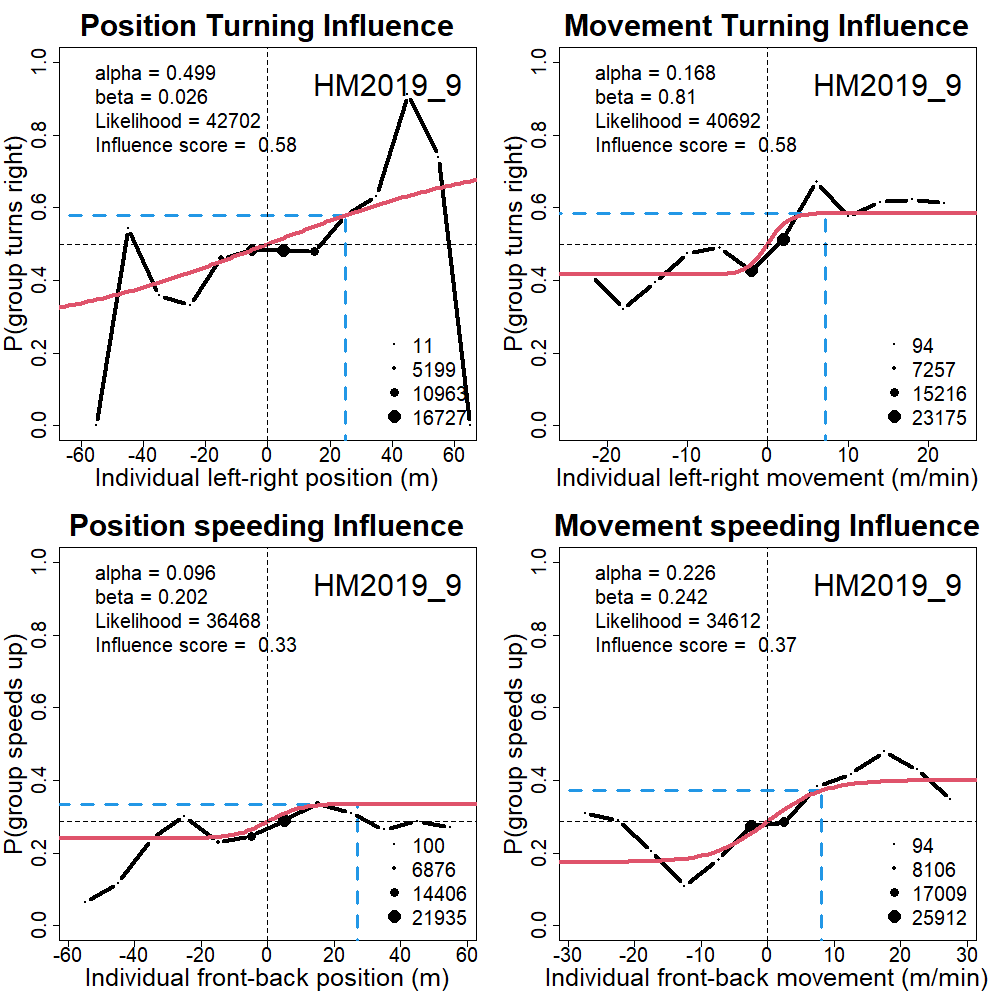 Position Turning Influence
alpha = 0.499
beta = 0.026
Likelihood = 42702
Influence score =  0.58
HM2019_9
P(group turns right)
0.0
0.2
0.4
0.6
0.8
1.0
11
5199
10963
16727
-60
-40
-20
0
20
40
60
Individual left-right position (m)
Movement Turning Influence
alpha = 0.168
beta = 0.81
Likelihood = 40692
Influence score =  0.58
HM2019_9
P(group turns right)
0.0
0.2
0.4
0.6
0.8
1.0
94
7257
15216
23175
-20
-10
0
10
20
Individual left-right movement (m/min)
Position speeding Influence
alpha = 0.096
beta = 0.202
Likelihood = 36468
Influence score =  0.33
HM2019_9
P(group speeds up)
0.0
0.2
0.4
0.6
0.8
1.0
100
6876
14406
21935
-60
-40
-20
0
20
40
60
Individual front-back position (m)
Movement speeding Influence
alpha = 0.226
beta = 0.242
Likelihood = 34612
Influence score =  0.37
HM2019_9
P(group speeds up)
0.0
0.2
0.4
0.6
0.8
1.0
94
8106
17009
25912
-30
-20
-10
0
10
20
30
Individual front-back movement (m/min)